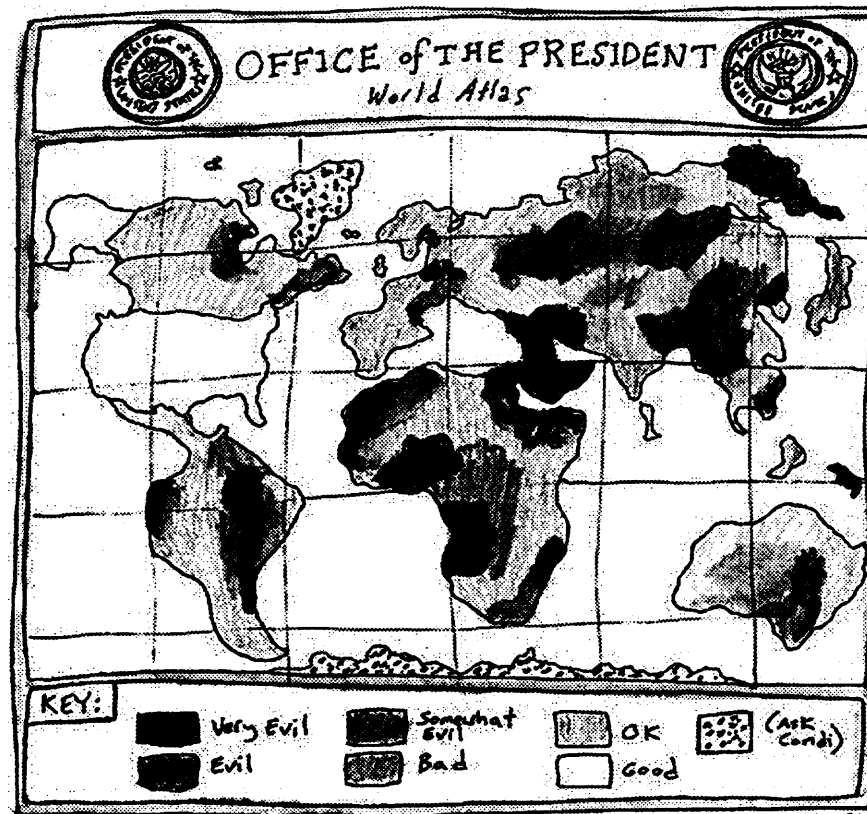 OFFICE of THE PRESIDENT
World Atlas
KEY:
Very Evil
Evil
Somewhat
Evil
Bad
OK
Good
(Ask
Condi)